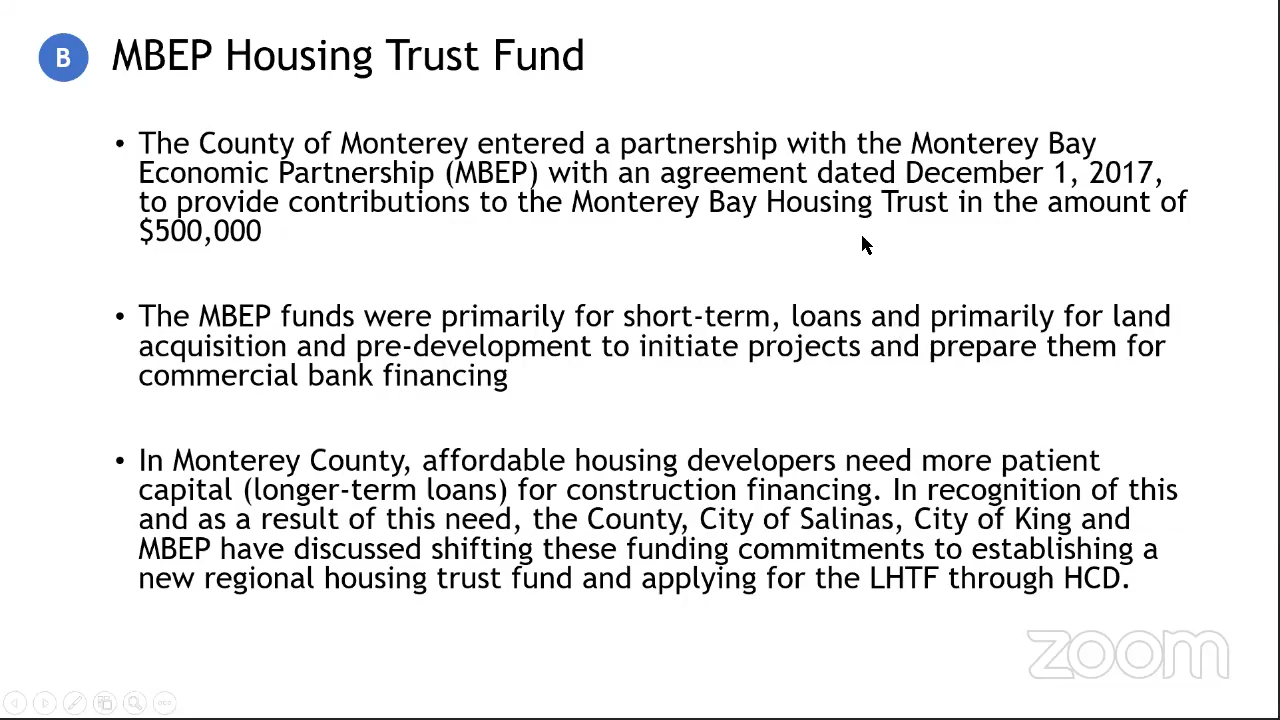 B MBEP Housing Trust Fund
• The County of Monterey entered a partnership with the Monterey Bay
Economic Partnership (MBEP) with an agreement dated December 1, 2017,
to provide contributions to the Monterey Bay Housing Trust in the amount of
$500,000
• The MBEP funds were primarily for short-term, loans and primarily for land
acquisition and pre-development to initiate projects and prepare them for
commercial bank financing
• In Monterey County, affordable housing developers need more patient
capital (longer-term loans) for construction financing. In recognition of this
and as a result of this need, the County, City of Salinas, City of King and
MBEP have discussed shifting these funding commitments to establishing a
new regional housing trust fund and applying for the LHTF through HCD.
zoom